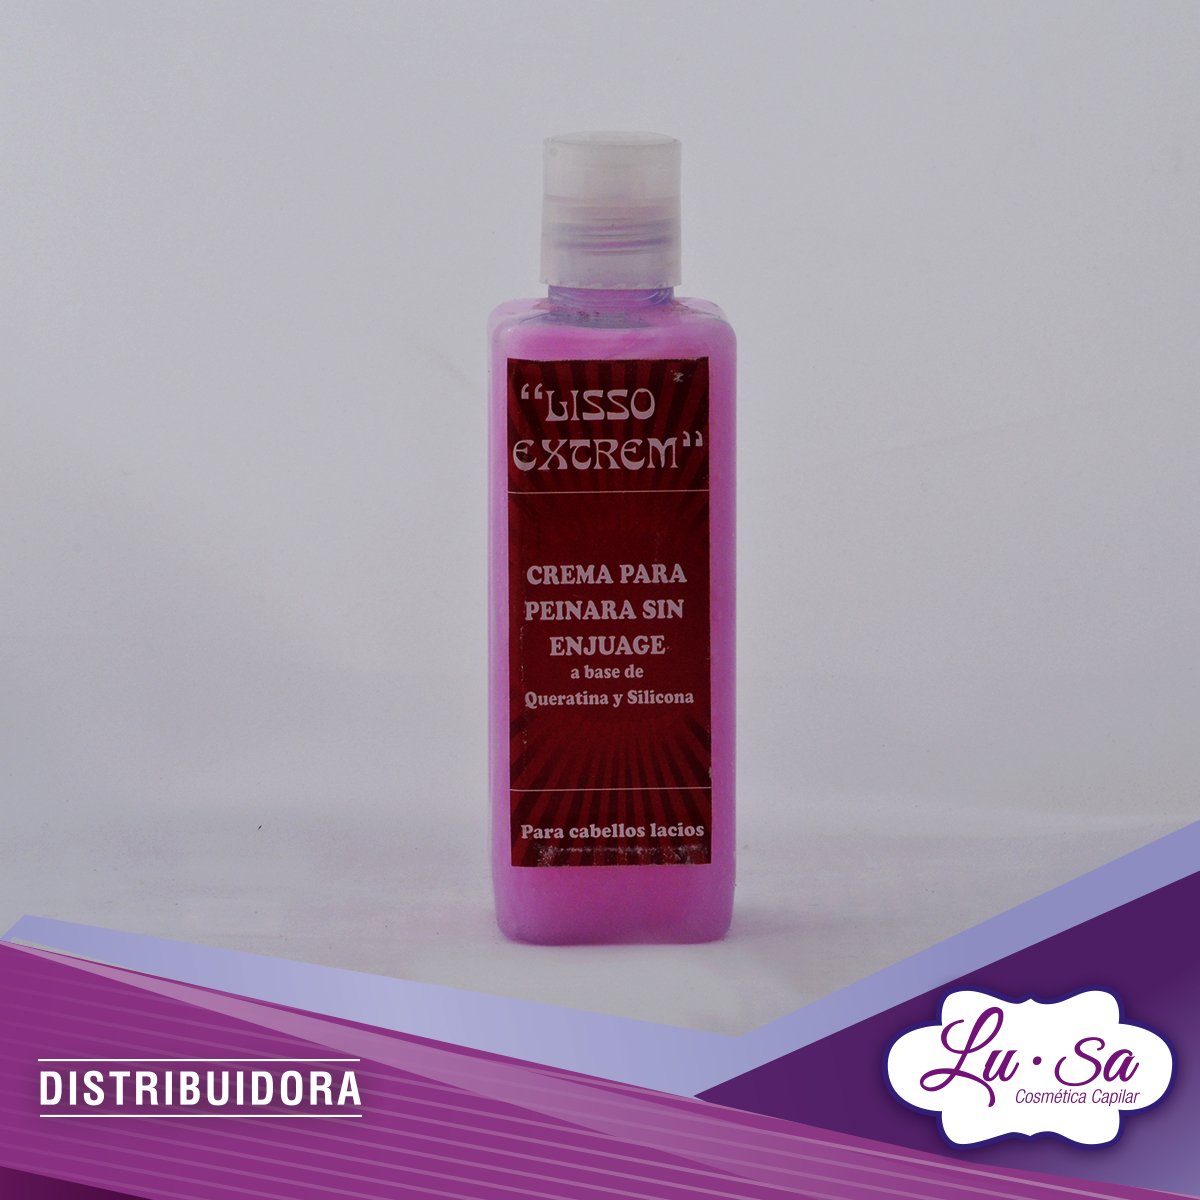 “LISSO
EXTREM”
CREMA PARA
PEINARA SIN
ENJUAGE
a base de
Queratina y Silicona
Para cabellos lacios
DISTRIBUIDORA
Lu·Sa
Cosmética Capilar